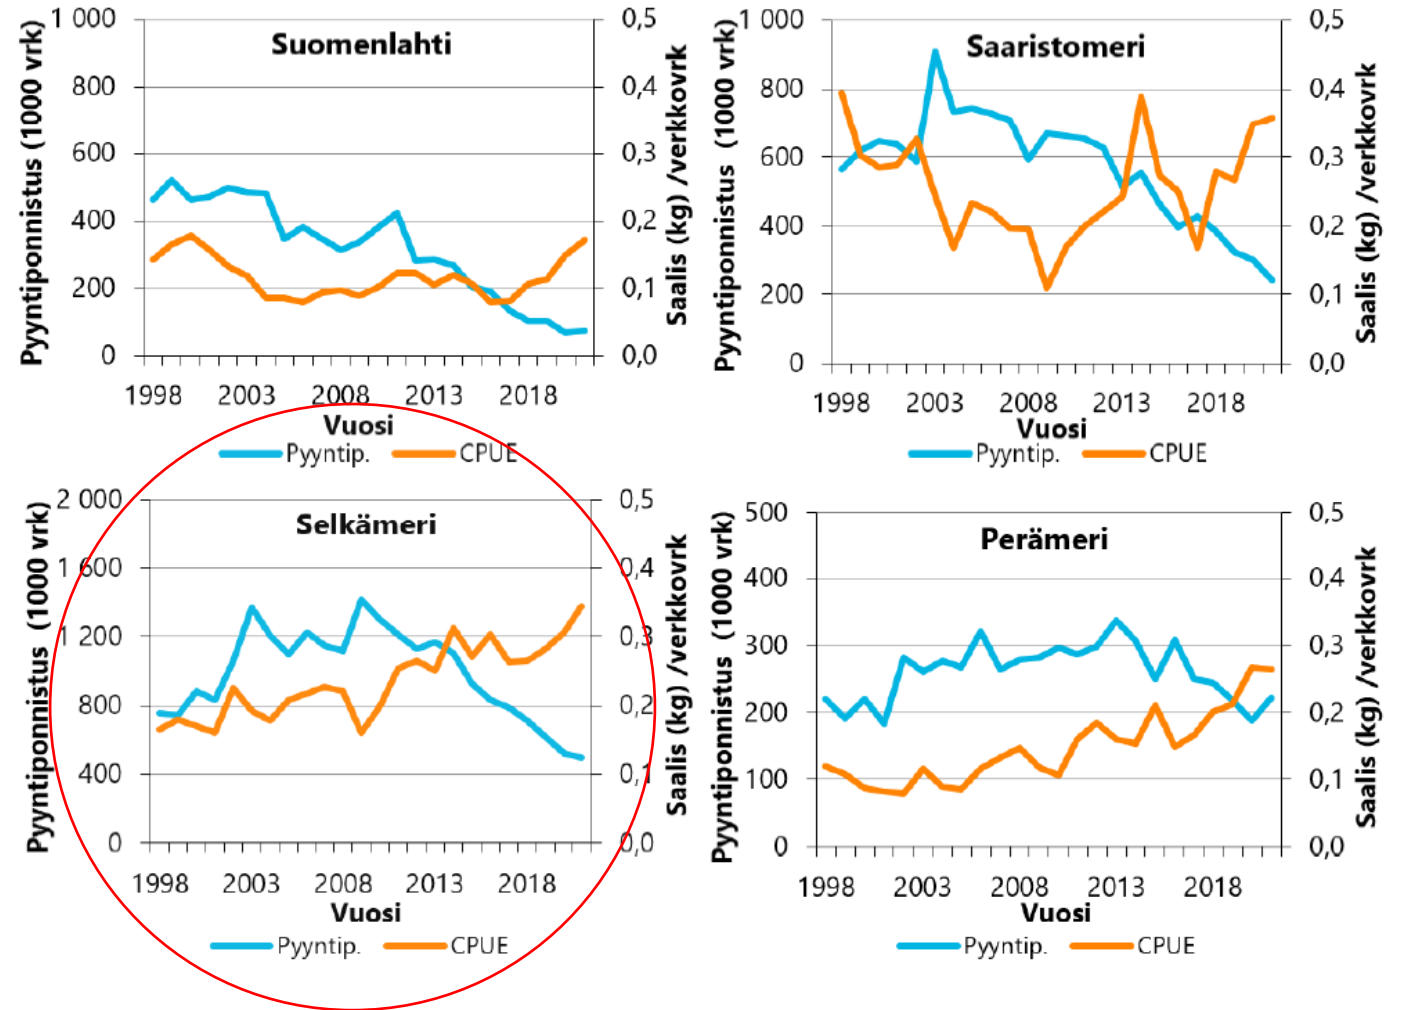 Suomenlahti
Pyyntiponnistus (1000 vrk)
1 000
800
600
400
200
0
0,5
0,4
0,3
0,2
0,1
0,0
Saalis (kg) /verkkovrk
1998 2003 2008 2013 2018
Vuosi
Pyyntip. CPUE
Saaristomeri
Pyyntiponnistus (1000 vrk)
1 000
800
600
400
200
0
0,5
0,4
0,3
0,2
0,1
0,0
Saalis (kg) /verkkovrk
1998 2003 2008 2013 2018
Vuosi
Pyyntip. CPUE
Selkämeri
Pyyntiponnistus (1000 vrk)
2 000
1 600
1 200
800
400
0
0,5
0,4
0,3
0,2
0,1
0,0
Saalis (kg) /verkkovrk
1998 2003 2008 2013 2018
Vuosi
Pyyntip. CPUE
Perämeri
Pyyntiponnistus (1000 vrk)
500
400
300
200
100
0
0,5
0,4
0,3
0,2
0,1
0,0
Saalis (kg) /verkkovrk
1998 2003 2008 2013 2018
Vuosi
Pyyntip. CPUE